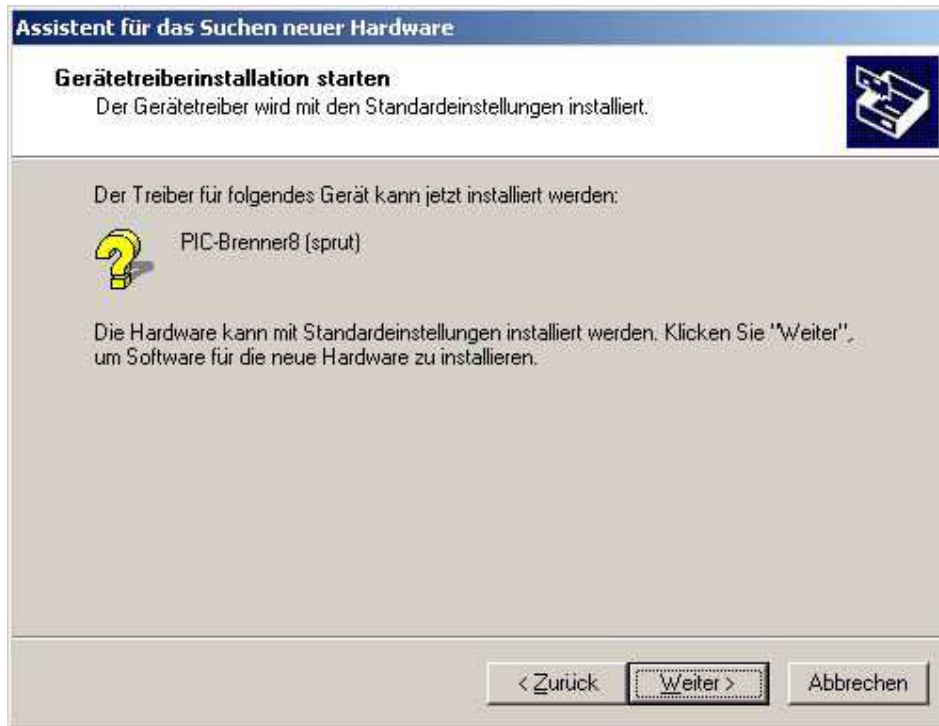 Assistent für das Suchen neuer Hardware
Gerätetreiberinstallation starten
Der Gerätetreiber wird mit den Standardeinstellungen installiert.
Der Treiber für folgendes Gerät kann jetzt installiert werden:
PIC-Brenner8 (sprut)
Die Hardware kann mit Standardeinstellungen installiert werden. Klicken Sie "Weiter",
um Software für die neue Hardware zu installieren.
< Zurück Weiter > Abbrechen